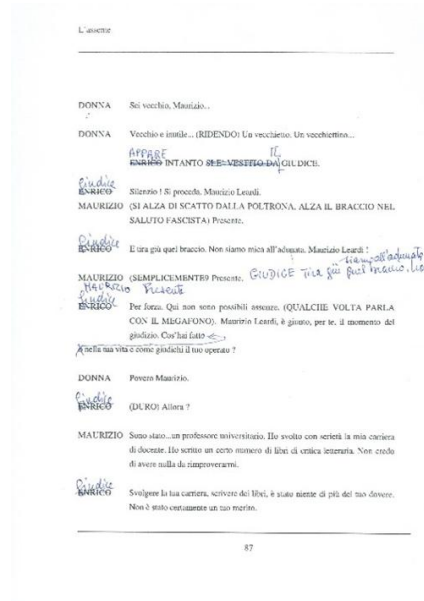 L'assente
DONNA Sei vecchio, Maurizio...
DONNA Vecchio e inutile... (RIDENDO) Un vecchietto. Un vecchiettino...
APPARE IL
ENRICO INTANTO SI E' VESTITO DA GIUDICE.
Giudice
ENRICO Silenzio ! Si proceda. Maurizio Leardi.
MAURIZIO (SI ALZA DI SCATTO DALLA POLTRONA, ALZA IL BRACCIO NEL
SALUTO FASCISTA) Presente.
Giudice
ENRICO E tira giù quel braccio. Non siamo mica all'adunata. Maurizio Leardi !
siamo all'adunata
MAURIZIO (SEMPLICEMENTE? Presente. GIUDICE Tira giù quel braccio.
MAURIZIO Presente
Giudice
ENRICO Per forza. Qui non sono possibili assenze. (QUALCHE VOLTA PARLA
CON IL MEGAFONO). Maurizio Leardi, è giunto, per te, il momento del
giudizio. Cos'hai fatto
nella tua vita e come giudichi il tuo operato ?
DONNA Povero Maurizio.
Giudice
ENRICO (DURO) Allora ?
MAURIZIO Sono stato...un professore universitario. Ho svolto con serietà la mia carriera
di docente. Ho scritto un certo numero di libri di critica letteraria. Non credo
di avere nulla da rimproverarmi.
Giudice
ENRICO Svolgere la tua carriera, scrivere dei libri, è stato niente di più del tuo dovere.
Non è stato certamente un tuo merito.
87